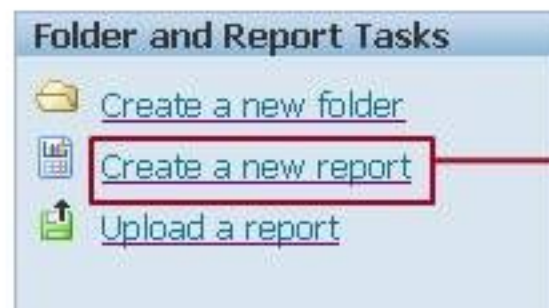 Folder and Report Tasks
Create a new folder
Create a new report
Upload a report